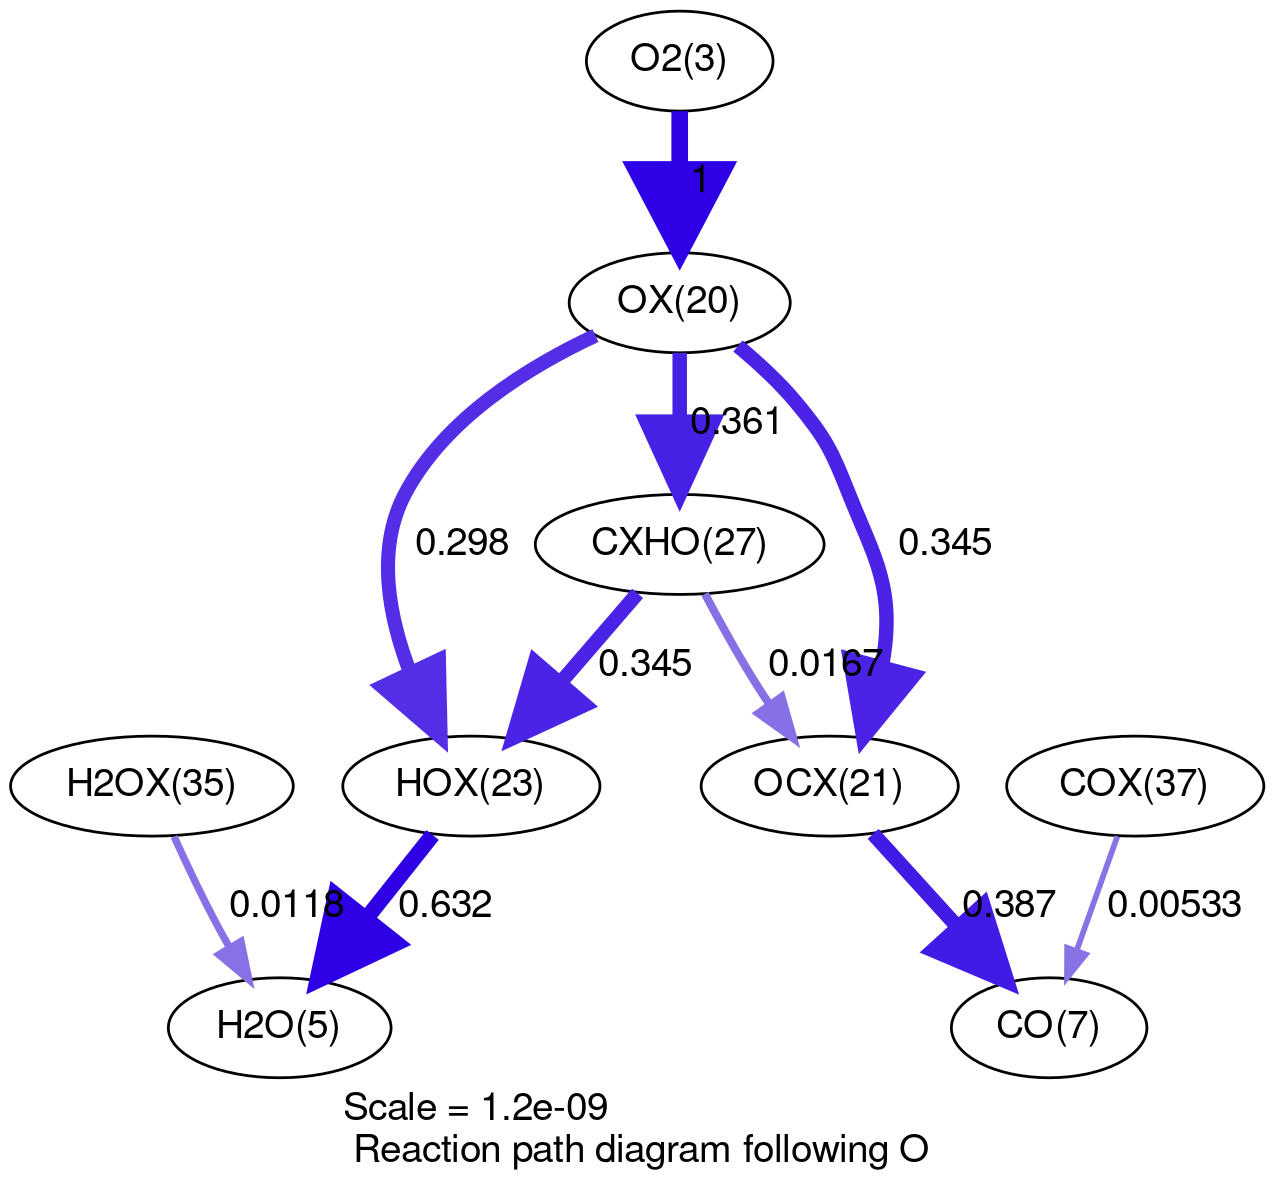 O2(3)
1
OX(20)
0.361
0.298
CXHO(27)
0.345
0.345
0.0167
H2OX(35)
HOX(23)
OCX(21)
COX(37)
0.0118
0.632
0.387
0.00533
H2O(5)
CO(7)
Scale = 1.2e-09
Reaction path diagram following O